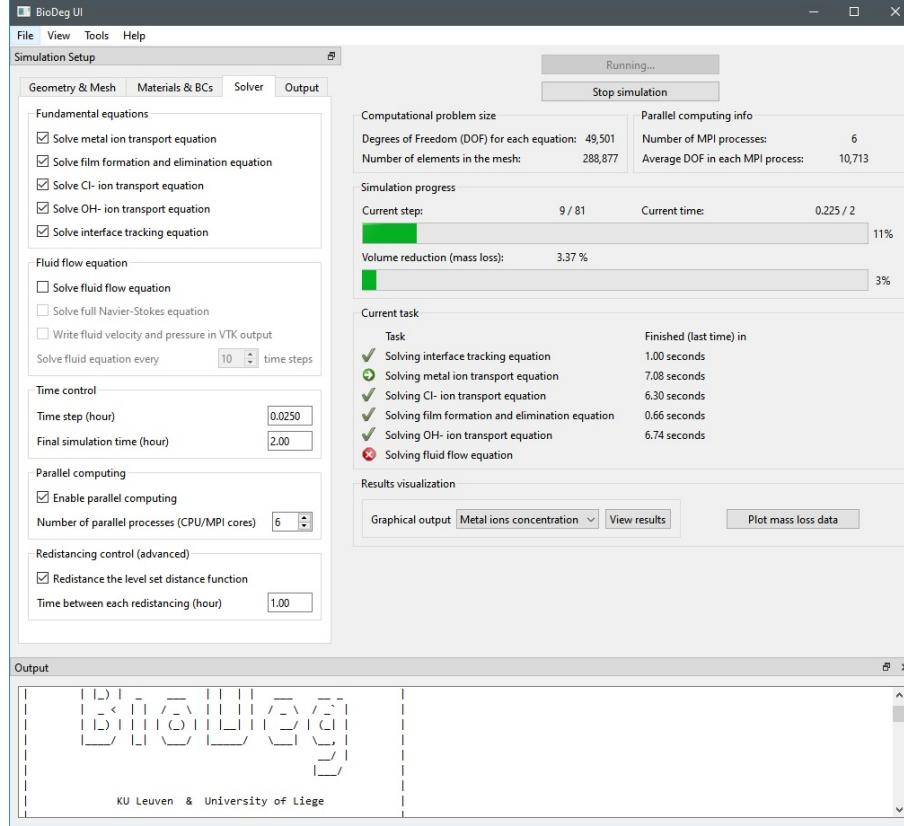 BioDeg UI
File View Tools Help
Simulation Setup
Geometry & Mesh Materials & BCs Solver Output
Fundamental equations
Solve metal ion transport equation
Solve film formation and elimination equation
Solve Cl- ion transport equation
Solve OH- ion transport equation
Solve interface tracking equation
Fluid flow equation
Solve fluid flow equation
Solve full Navier-Stokes equation
Write fluid velocity and pressure in VTK output
Solve fluid equation every 10 time steps
Time control
Time step (hour) 0.0250
Final simulation time (hour) 2.00
Parallel computing
Enable parallel computing
Number of parallel processes (CPU/MPI cores) 6
Redistancing control (advanced)
Redistance the level set distance function
Time between each redistancing (hour) 1.00
Running...
Stop simulation
Computational problem size
Degrees of Freedom (DOF) for each equation: 49,501
Number of elements in the mesh: 288,877
Parallel computing info
Number of MPI processes: 6
Average DOF in each MPI process: 10,713
Simulation progress
Current step: 9 / 81 Current time: 0.225 / 2
11%
Volume reduction (mass loss): 3.37 %
3%
Current task
Task Finished (last time) in
Solving interface tracking equation 1.00 seconds
Solving metal ion transport equation 7.08 seconds
Solving Cl- ion transport equation 6.30 seconds
Solving film formation and elimination equation 0.66 seconds
Solving OH- ion transport equation 6.74 seconds
Solving fluid flow equation
Results visualization
Graphical output Metal ions concentration View results Plot mass loss data
Output
BioDeg
KU Leuven & University of Liege